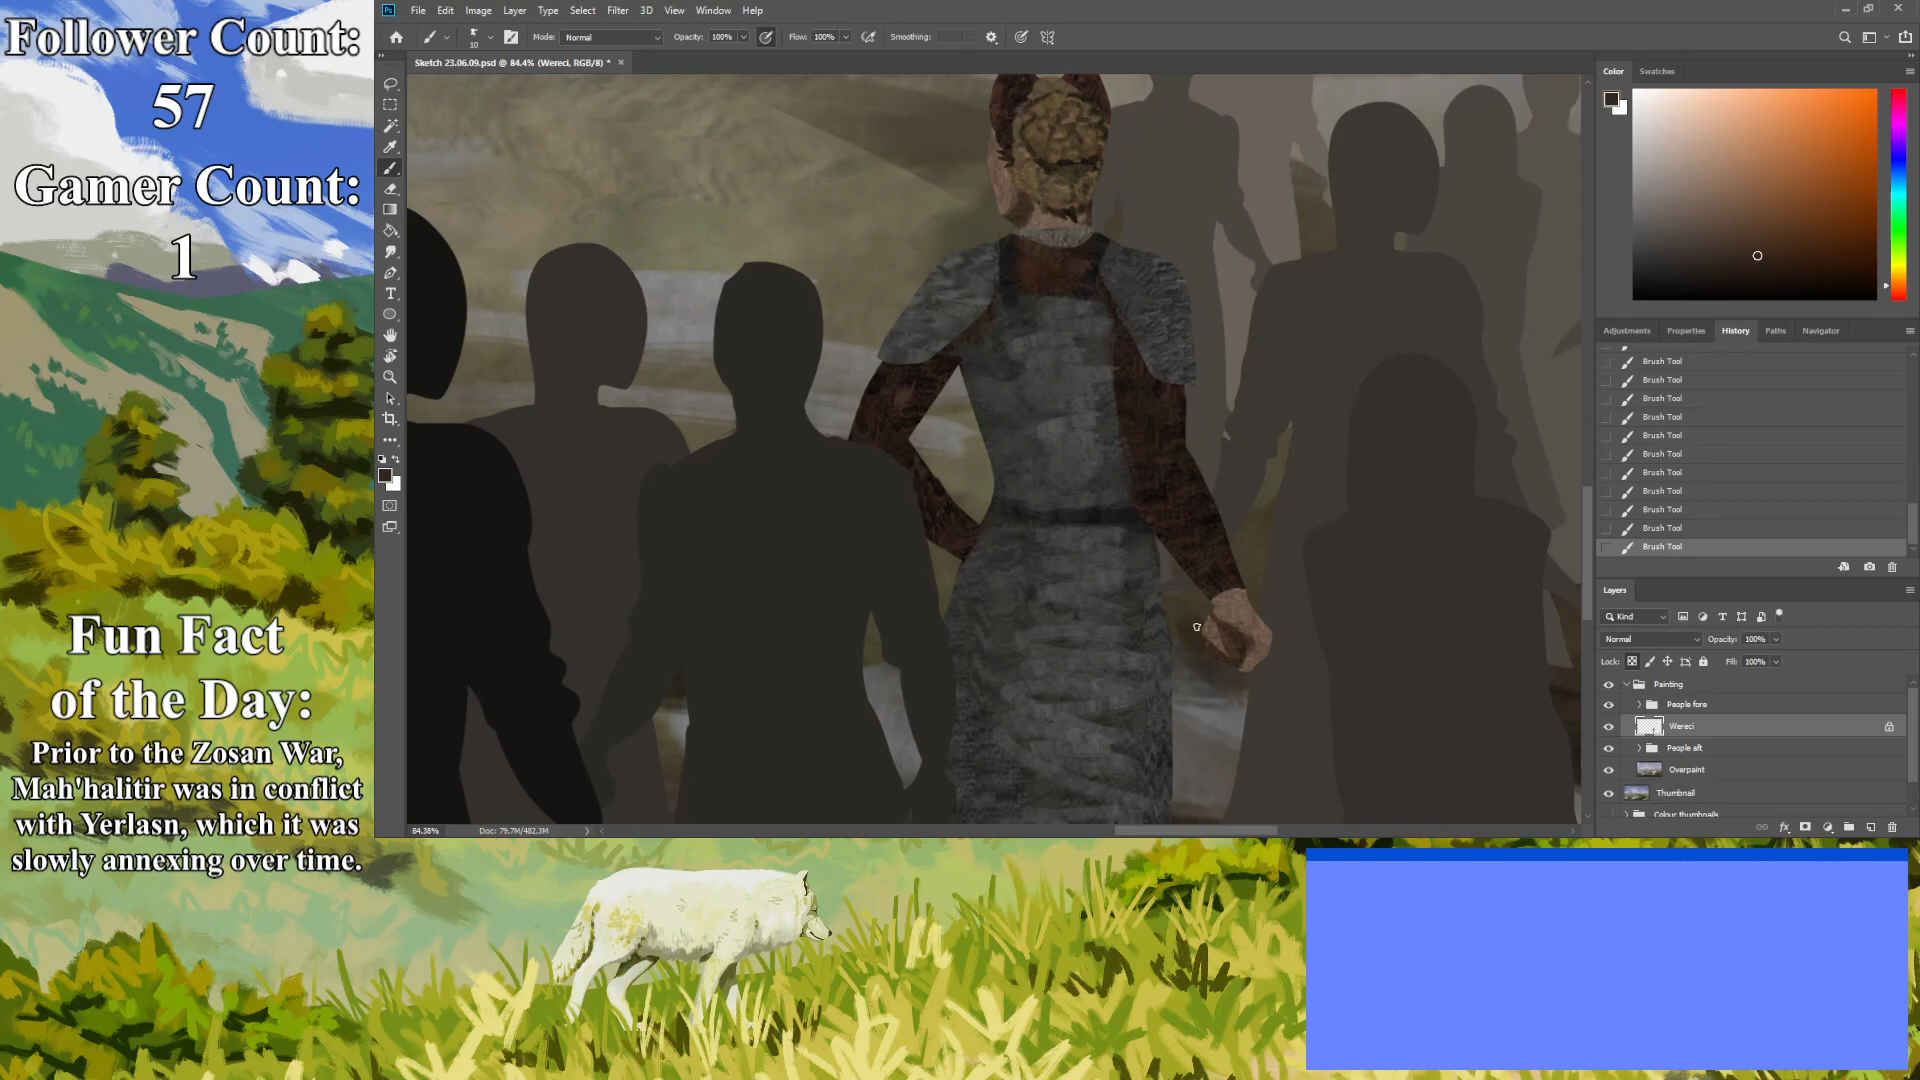 Follower Count:
57
Gamer Count:
1
Fun Fact
of the Day:
Prior to the Zosan War,
Mah'halitir was in conflict
with Yerlasn, which it was
slowly annexing over time.
Ps File Edit Image Layer Type Select Filter 3D View Window Help
10 Mode: Normal Opacity: 100% Flow: 100% Smoothing:
Sketch 23.06.09.psd @ 84.4% (Wereci, RGB/8) *
84.38% Doc: 79.7M/482.3M
Color Swatches
Adjustments Properties History Paths Navigator
Brush Tool
Brush Tool
Brush Tool
Brush Tool
Brush Tool
Brush Tool
Brush Tool
Brush Tool
Brush Tool
Brush Tool
Brush Tool
Layers
Kind
Normal Opacity: 100%
Lock: Fill: 100%
Painting
People fore
Wereci
People aft
Overpaint
Thumbnail
Colour thumbnails